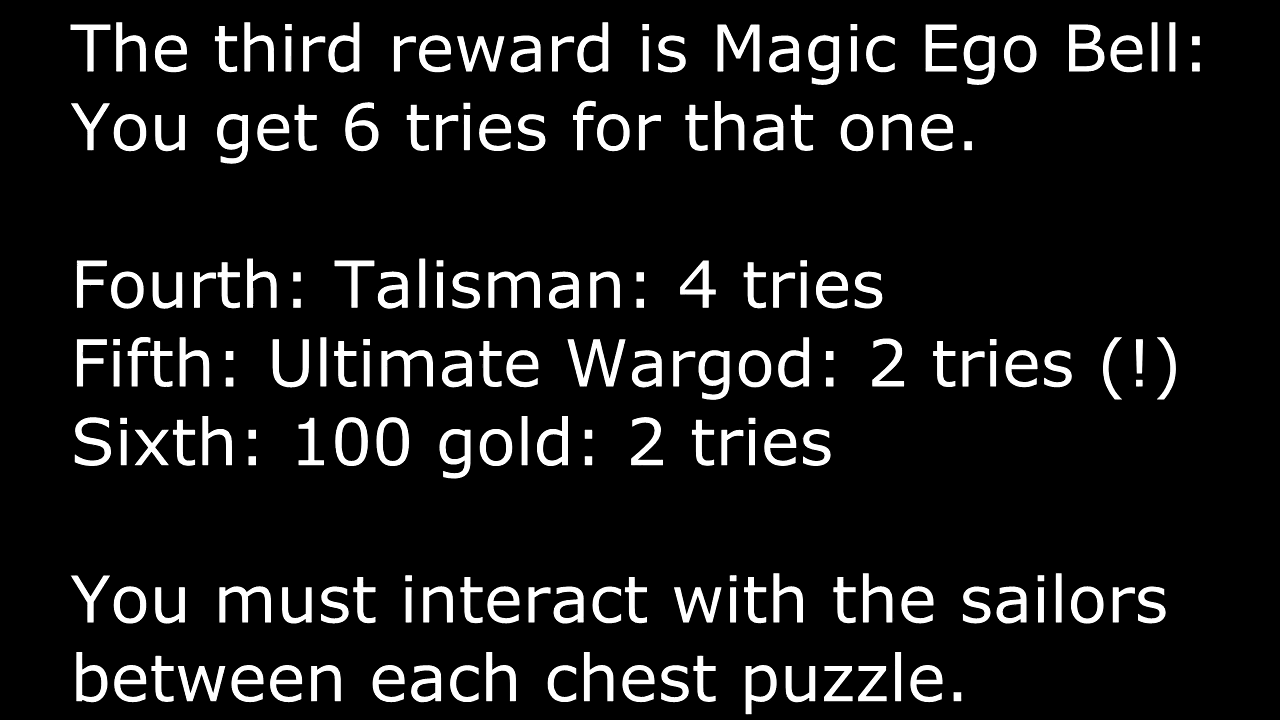 The third reward is Magic Ego Bell:
You get 6 tries for that one.
Fourth: Talisman: 4 tries
Fifth: Ultimate Wargod: 2 tries (!)
Sixth: 100 gold: 2 tries
You must interact with the sailors
between each chest puzzle.